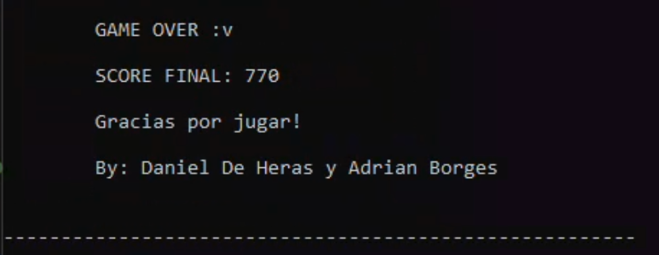 GAME OVER :v
SCORE FINAL: 770
Gracias por jugar!
By: Daniel De Heras y Adrian Borges
-------------------------------------------------------